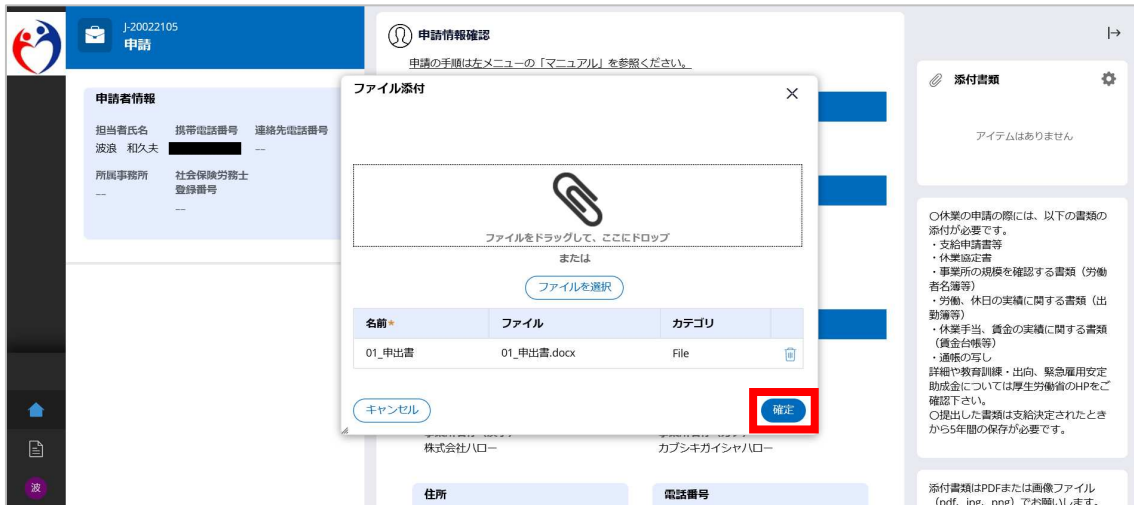 J-20022105
申請
申請者情報
担当者氏名 携帯電話番号 連絡先電話番号
波浪 和久夫 --
所属事務所 社会保険労務士
登録番号
--
--
申請情報確認
申請の手順は左メニューの「マニュアル」を参照ください。
ファイル添付
ファイルをドラッグして、ここにドロップ
または
ファイルを選択
名前* ファイル カテゴリ
01_申出書 01_申出書.docx File
キャンセル 確定
株式会社ハロー カブシキガイシャハロー
住所 電話番号
添付書類
アイテムはありません
○休業の申請の際には、以下の書類の
添付が必要です。
・支給申請書等
・休業協定書
・事業所の規模を確認する書類（労働
者名簿等）
・労働、休日の実績に関する書類（出
勤簿等）
・休業手当、賃金の実績に関する書類
（賃金台帳等）
・通帳の写し
詳細や教育訓練・出向、緊急雇用安定
助成金については厚生労働省のHPをご
確認下さい。
○提出した書類は支給決定されたとき
から5年間の保存が必要です。
添付書類はPDFまたは画像ファイル
（pdf、jpg、png）でお願いします。
波